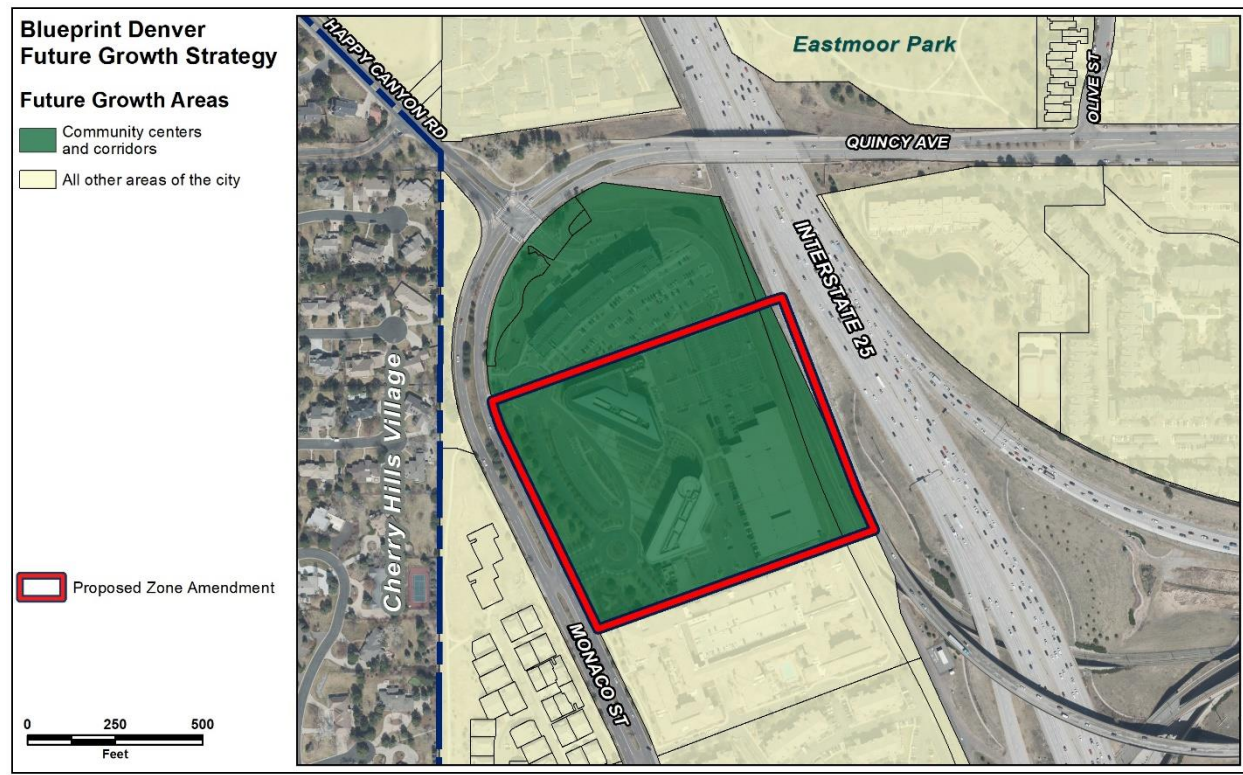 Blueprint Denver
Future Growth Strategy
Future Growth Areas
Community centers
and corridors
All other areas of the city
Proposed Zone Amendment
0 250 500
Feet
HAPPY CANYON RD
Eastmoor Park
OLIVE ST
QUINCY AVE
INTERSTATE 25
Cherry Hills Village
MONACO ST